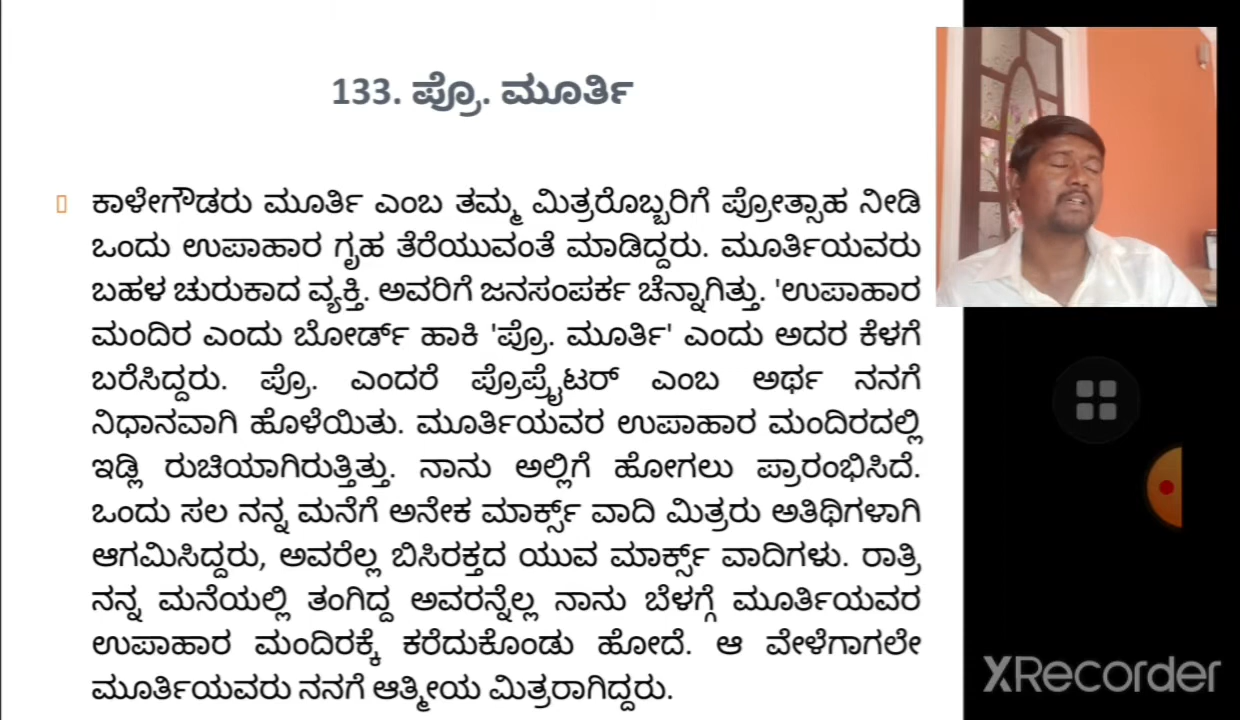 133. ಪ್ರೊ. ಮೂರ್ತಿ
ಕಾಳೇಗೌಡರು ಮೂರ್ತಿ ಎಂಬ ತಮ್ಮ ಮಿತ್ರರೊಬ್ಬರಿಗೆ ಪ್ರೋತ್ಸಾಹ ನೀಡಿ
ಒಂದು ಉಪಾಹಾರ ಗೃಹ ತೆರೆಯುವಂತೆ ಮಾಡಿದ್ದರು. ಮೂರ್ತಿಯವರು
ಬಹಳ ಚುರುಕಾದ ವ್ಯಕ್ತಿ. ಅವರಿಗೆ ಜನಸಂಪರ್ಕ ಚೆನ್ನಾಗಿತ್ತು. 'ಉಪಾಹಾರ
ಮಂದಿರ ಎಂದು ಬೋರ್ಡ್ ಹಾಕಿ 'ಪ್ರೊ. ಮೂರ್ತಿ' ಎಂದು ಅದರ ಕೆಳಗೆ
ಬರೆಸಿದ್ದರು. ಪ್ರೊ. ಎಂದರೆ ಪ್ರೊಪ್ರೈಟರ್ ಎಂಬ ಅರ್ಥ ನನಗೆ
ನಿಧಾನವಾಗಿ ಹೊಳೆಯಿತು. ಮೂರ್ತಿಯವರ ಉಪಾಹಾರ ಮಂದಿರದಲ್ಲಿ
ಇಡ್ಲಿ ರುಚಿಯಾಗಿರುತ್ತಿತ್ತು. ನಾನು ಅಲ್ಲಿಗೆ ಹೋಗಲು ಪ್ರಾರಂಭಿಸಿದೆ.
ಒಂದು ಸಲ ನನ್ನ ಮನೆಗೆ ಅನೇಕ ಮಾರ್ಕ್ಸ್ ವಾದಿ ಮಿತ್ರರು ಅತಿಥಿಗಳಾಗಿ
ಆಗಮಿಸಿದ್ದರು, ಅವರೆಲ್ಲ ಬಿಸಿರಕ್ತದ ಯುವ ಮಾರ್ಕ್ಸ್ ವಾದಿಗಳು. ರಾತ್ರಿ
ನನ್ನ ಮನೆಯಲ್ಲಿ ತಂಗಿದ್ದ ಅವರನ್ನೆಲ್ಲ ನಾನು ಬೆಳಗ್ಗೆ ಮೂರ್ತಿಯವರ
ಉಪಾಹಾರ ಮಂದಿರಕ್ಕೆ ಕರೆದುಕೊಂಡು ಹೋದೆ. ಆ ವೇಳೆಗಾಗಲೇ
ಮೂರ್ತಿಯವರು ನನಗೆ ಆತ್ಮೀಯ ಮಿತ್ರರಾಗಿದ್ದರು.
XRecorder